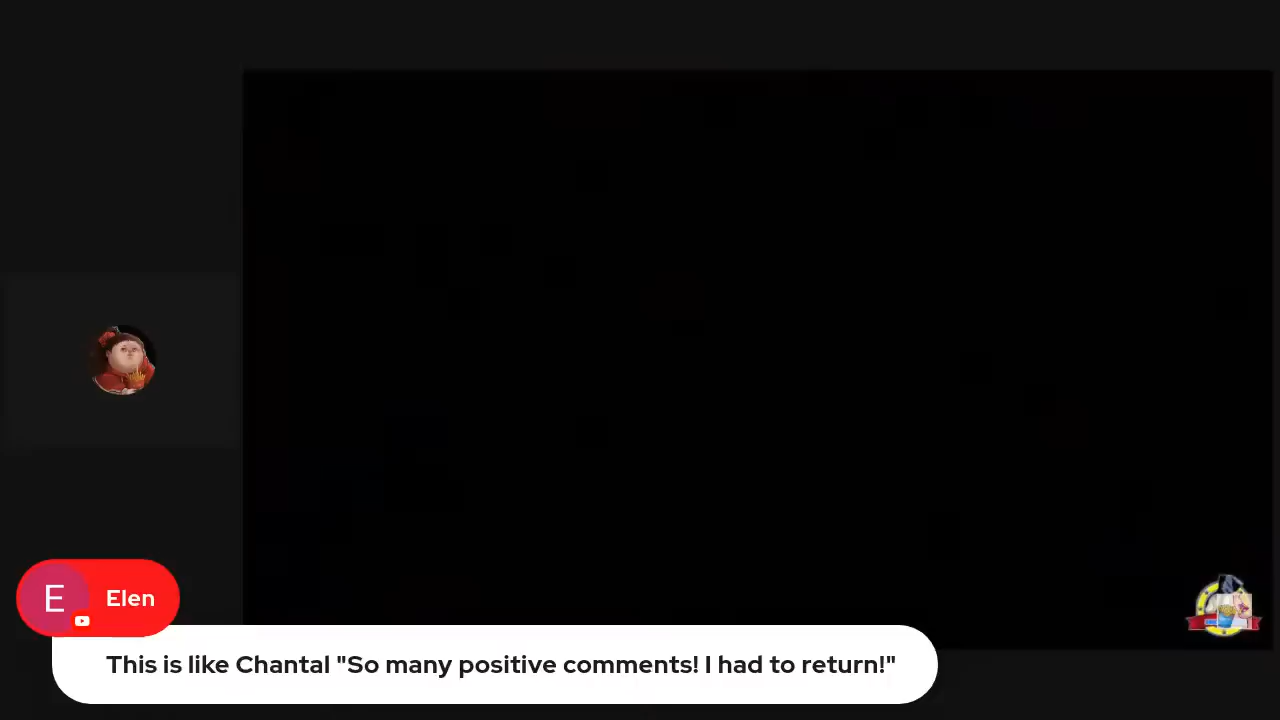 E
Elen
This is like Chantal "So many positive comments! I had to return!"